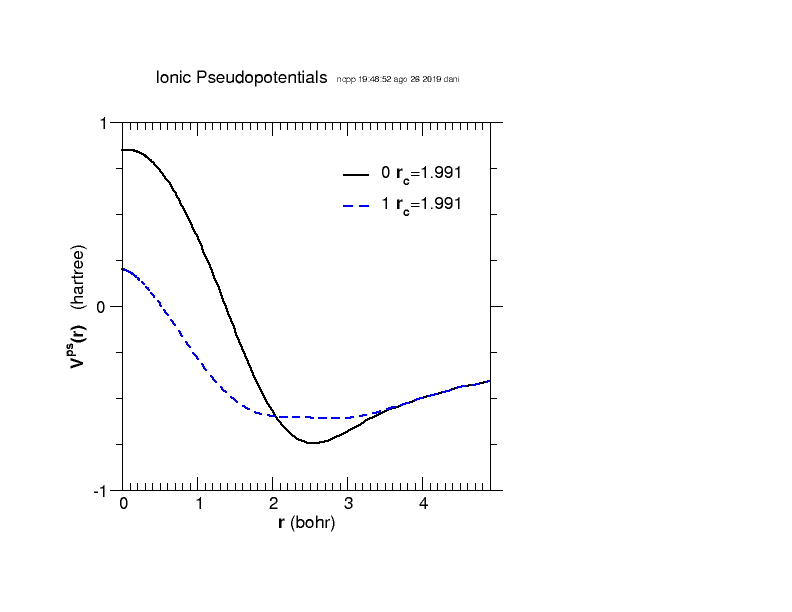 Ionic Pseudopotentials ncpp 19:48:52 ago 26 2019 dani
1
0 rc=1.991
1 rc=1.991
0
Vps(r) (hartree)
-1
0 1 2 3 4
r (bohr)